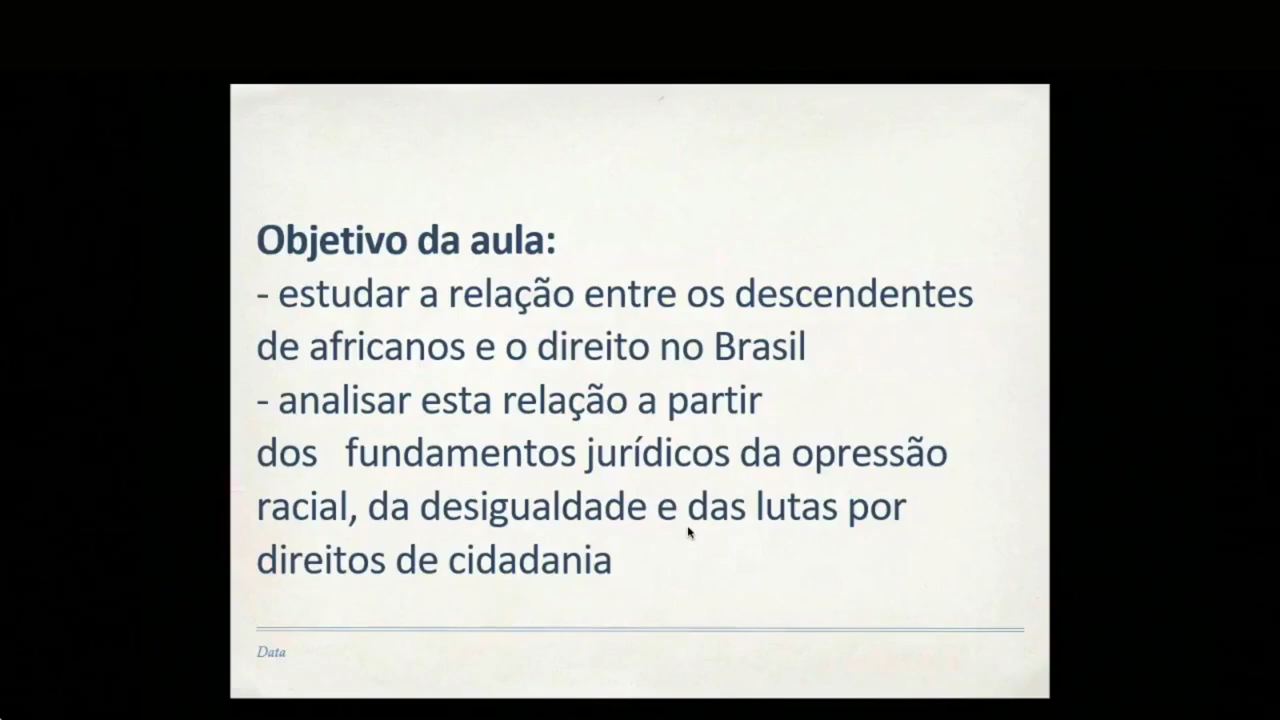 Objetivo da aula:
- estudar a relação entre os descendentes
de africanos e o direito no Brasil
- analisar esta relação a partir
dos   fundamentos jurídicos da opressão
racial, da desigualdade e das lutas por
direitos de cidadania
Data